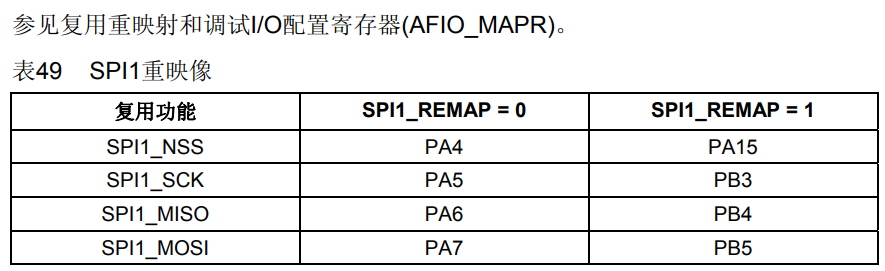 参见复用重映射和调试I/O配置寄存器(AFIO_MAPR)。
表49 SPI1重映像
复用功能 SPI1_REMAP = 0 SPI1_REMAP = 1
SPI1_NSS PA4 PA15
SPI1_SCK PA5 PB3
SPI1_MISO PA6 PB4
SPI1_MOSI PA7 PB5